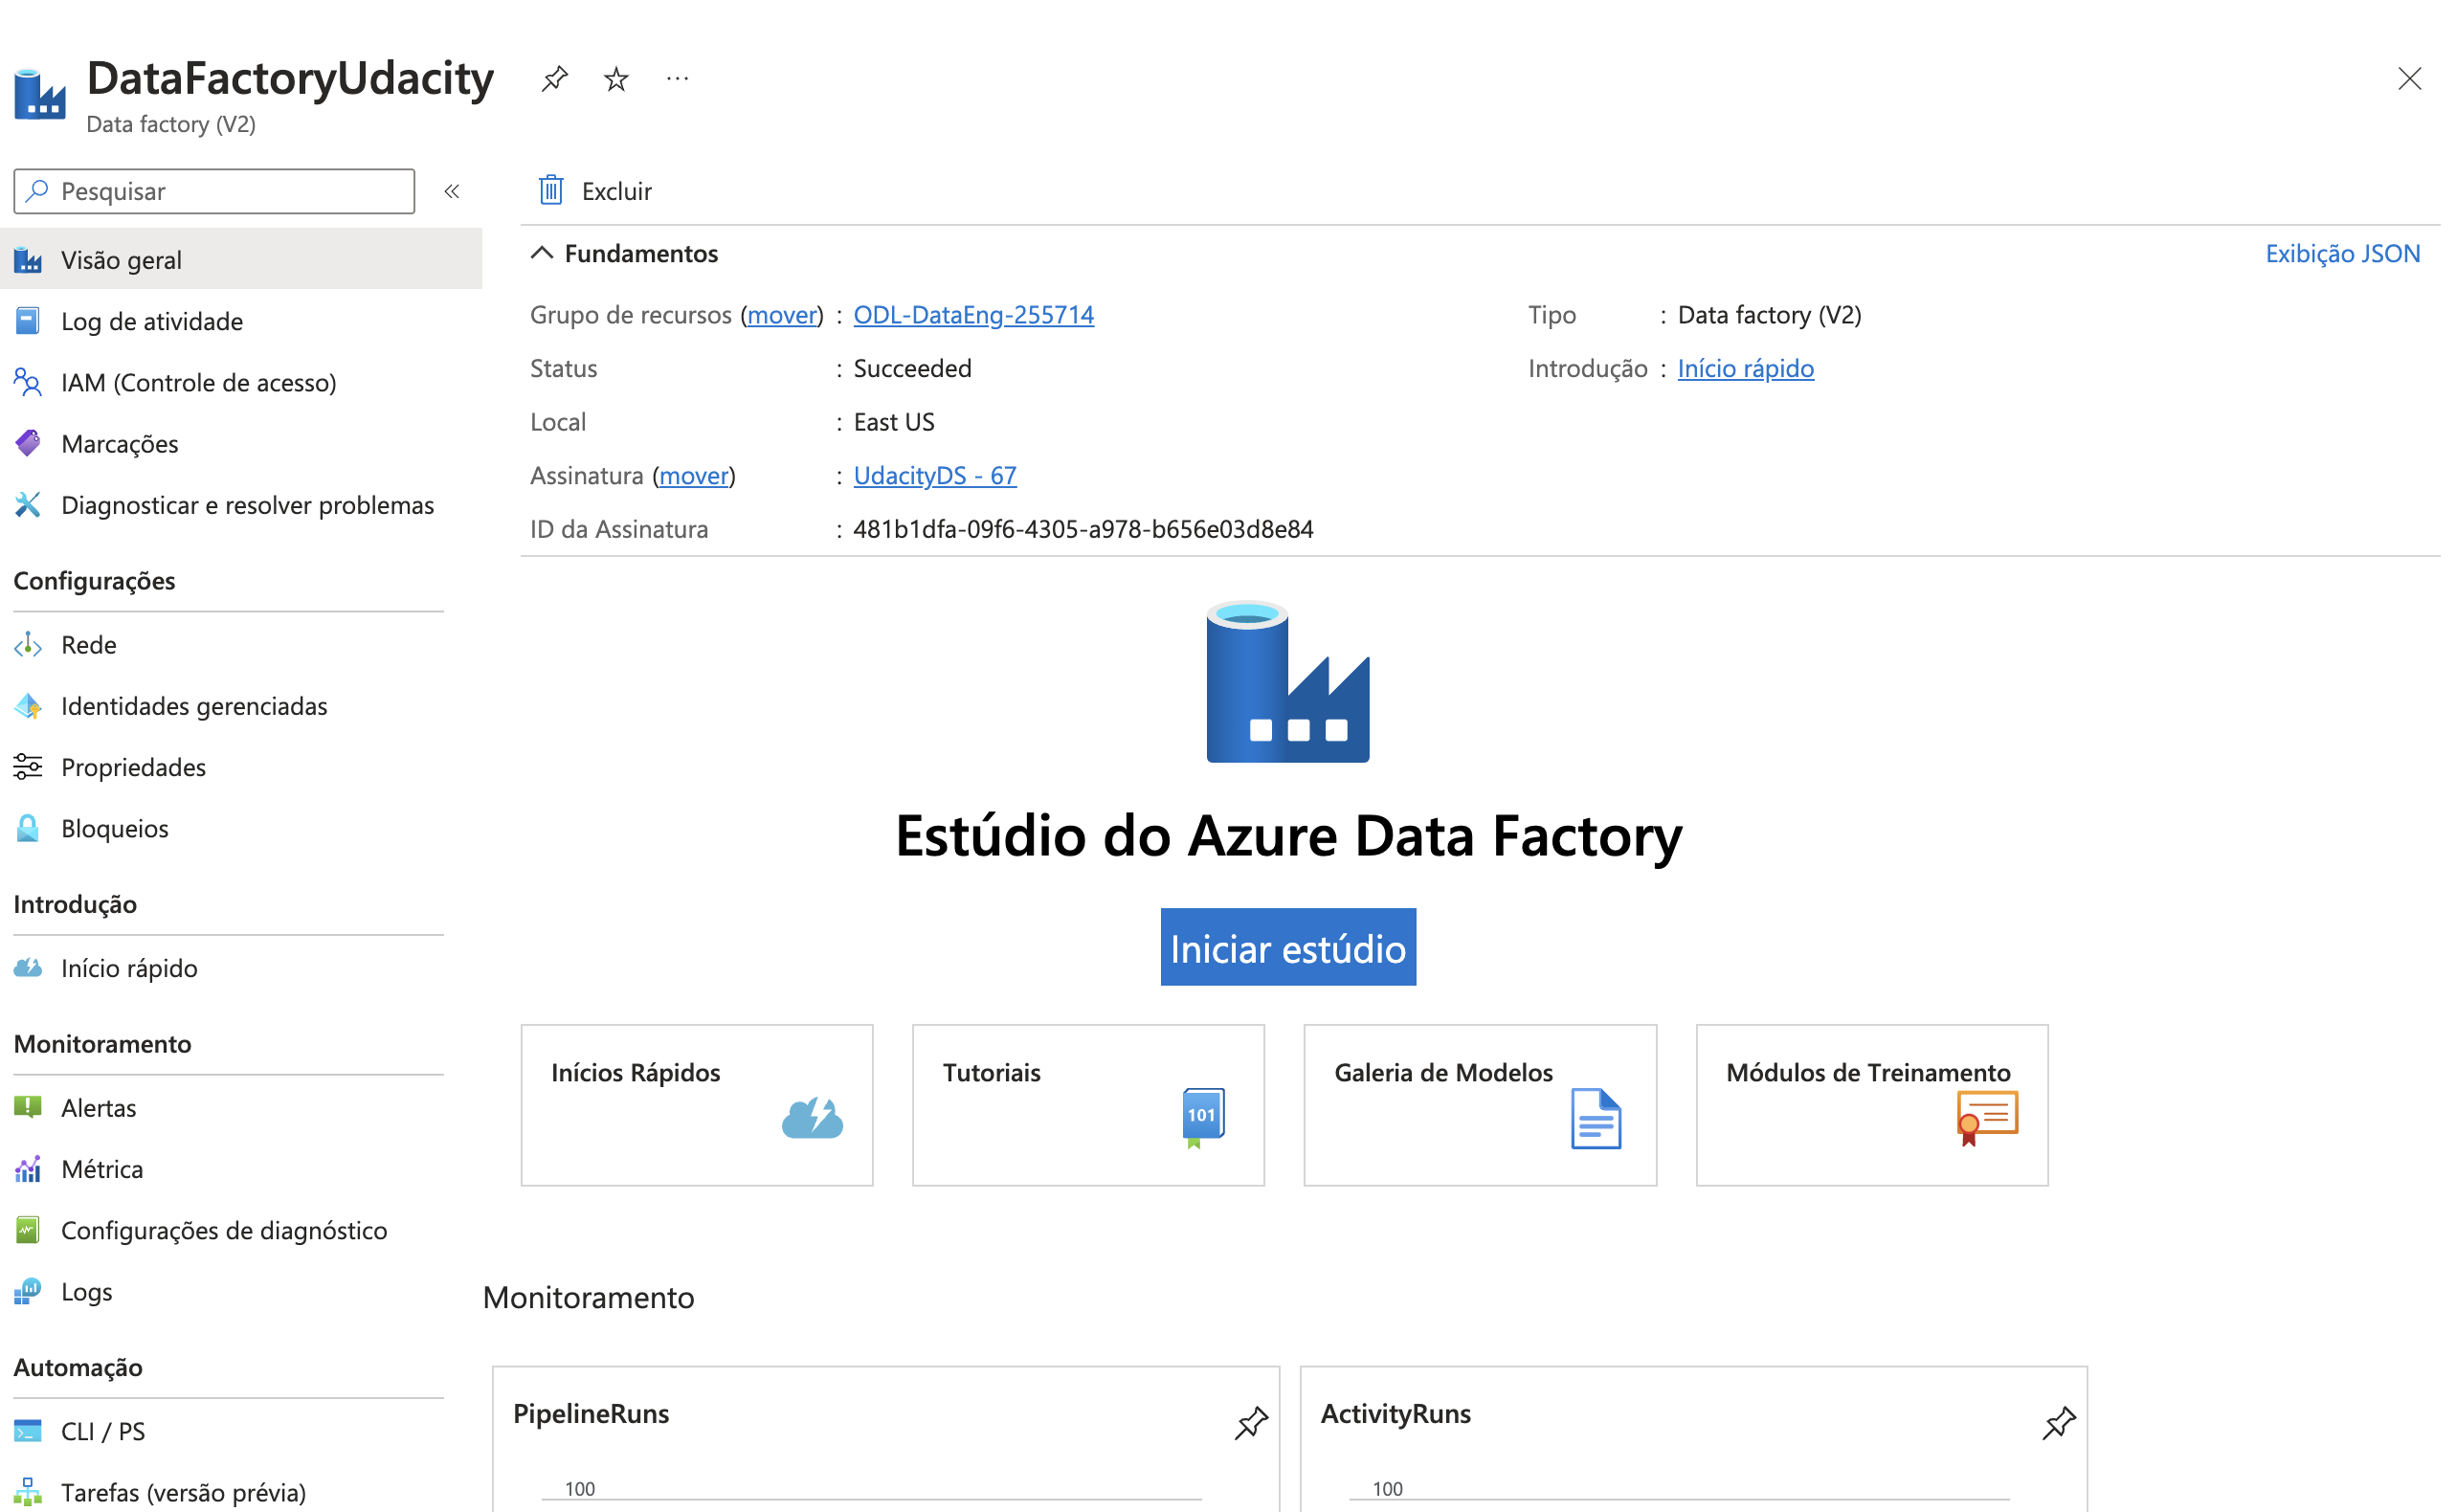 DataFactoryUdacity
Data factory (V2)
Pesquisar
Visão geral
Log de atividade
IAM (Controle de acesso)
Marcações
Diagnosticar e resolver problemas
Configurações
Rede
Identidades gerenciadas
Propriedades
Bloqueios
Introdução
Início rápido
Monitoramento
Alertas
Métrica
Configurações de diagnóstico
Logs
Automação
CLI / PS
Tarefas (versão prévia)
Excluir
Fundamentos
Exibição JSON
Grupo de recursos (mover) : ODL-DataEng-255714
Status : Succeeded
Local : East US
Assinatura (mover) : UdacityDS - 67
ID da Assinatura : 481b1dfa-09f6-4305-a978-b656e03d8e84
Tipo : Data factory (V2)
Introdução : Início rápido
Estúdio do Azure Data Factory
Iniciar estúdio
Inícios Rápidos
Tutoriais
101
Galeria de Modelos
Módulos de Treinamento
Monitoramento
PipelineRuns
100
ActivityRuns
100